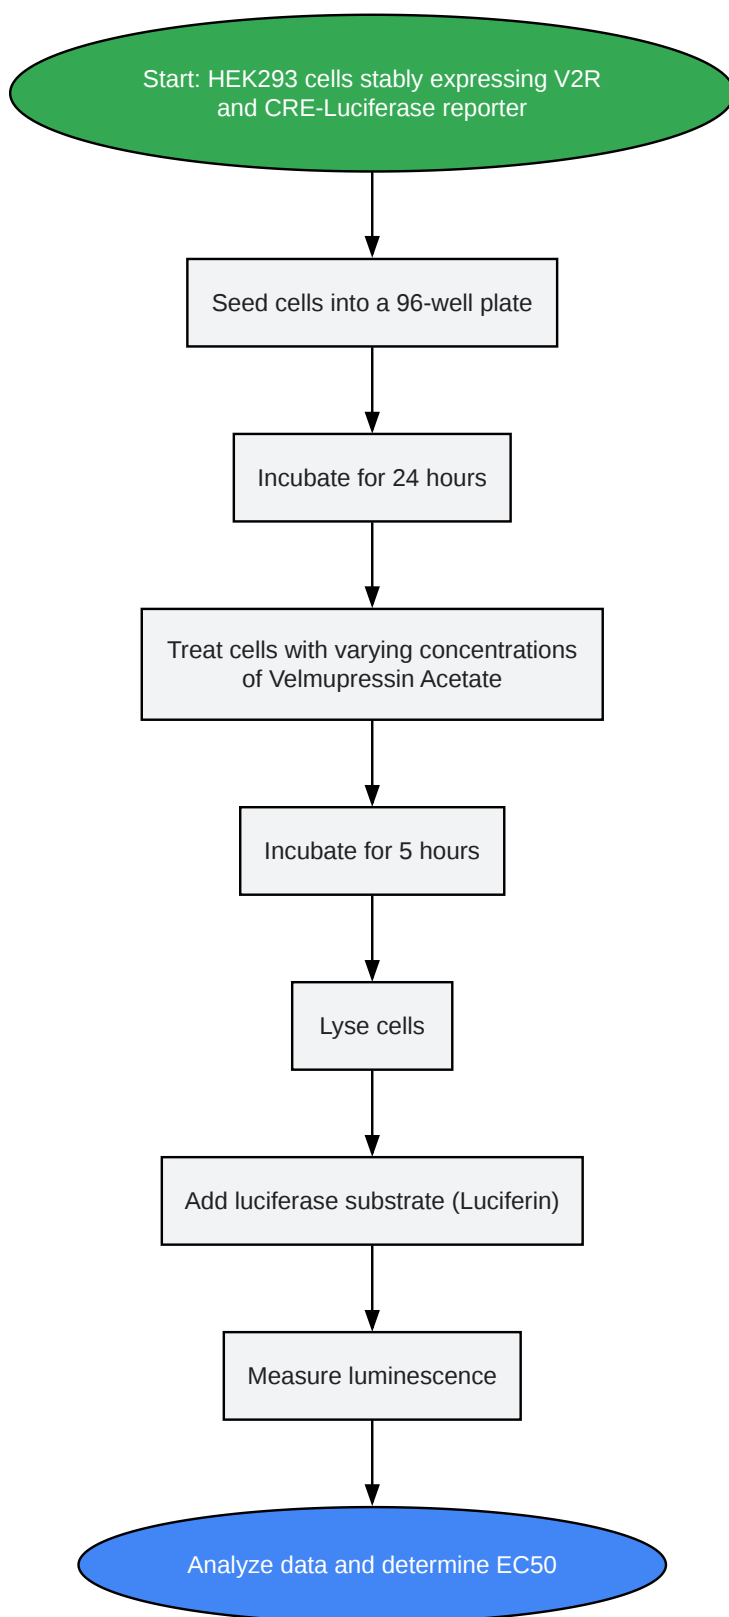 Start: HEK293 cells stably expressing V2R
and CRE-Luciferase reporter
Seed cells into a 96-well plate
Incubate for 24 hours
Treat cells with varying concentrations
of Velmupressin Acetate
Incubate for 5 hours
Lyse cells
Add luciferase substrate (Luciferin)
Measure luminescence
Analyze data and determine EC50